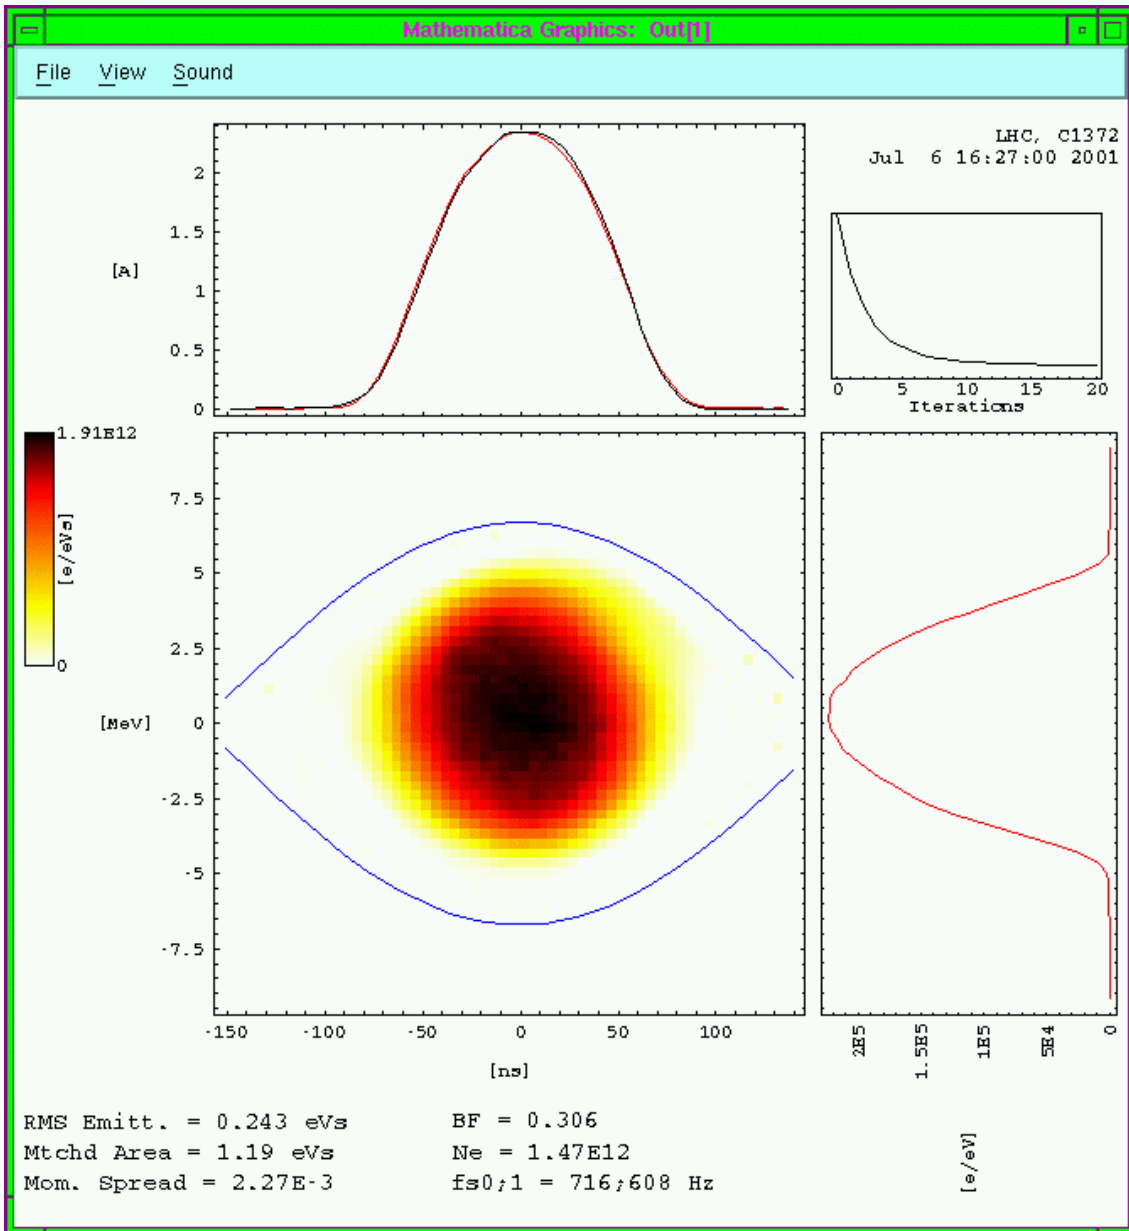 Mathematica Graphics: Out[1]
File View Sound
LHC, C1372
Jul 6 16:27:00 2001
2
1.5
[A]
1
0.5
0
0 5 10 15 20
Iterations
1.91E12
[e/eVs]
0
7.5
5
2.5
[MeV]
0
-2.5
-5
-7.5
-150 -100 -50 0 50 100
[ns]
2E5 1.5E5 1E5 5E4 0
[e/eV]
RMS Emitt. = 0.243 eVs
BF = 0.306
Mtchd Area = 1.19 eVs
Ne = 1.47E12
Mom. Spread = 2.27E-3
fs0;1 = 716;608 Hz